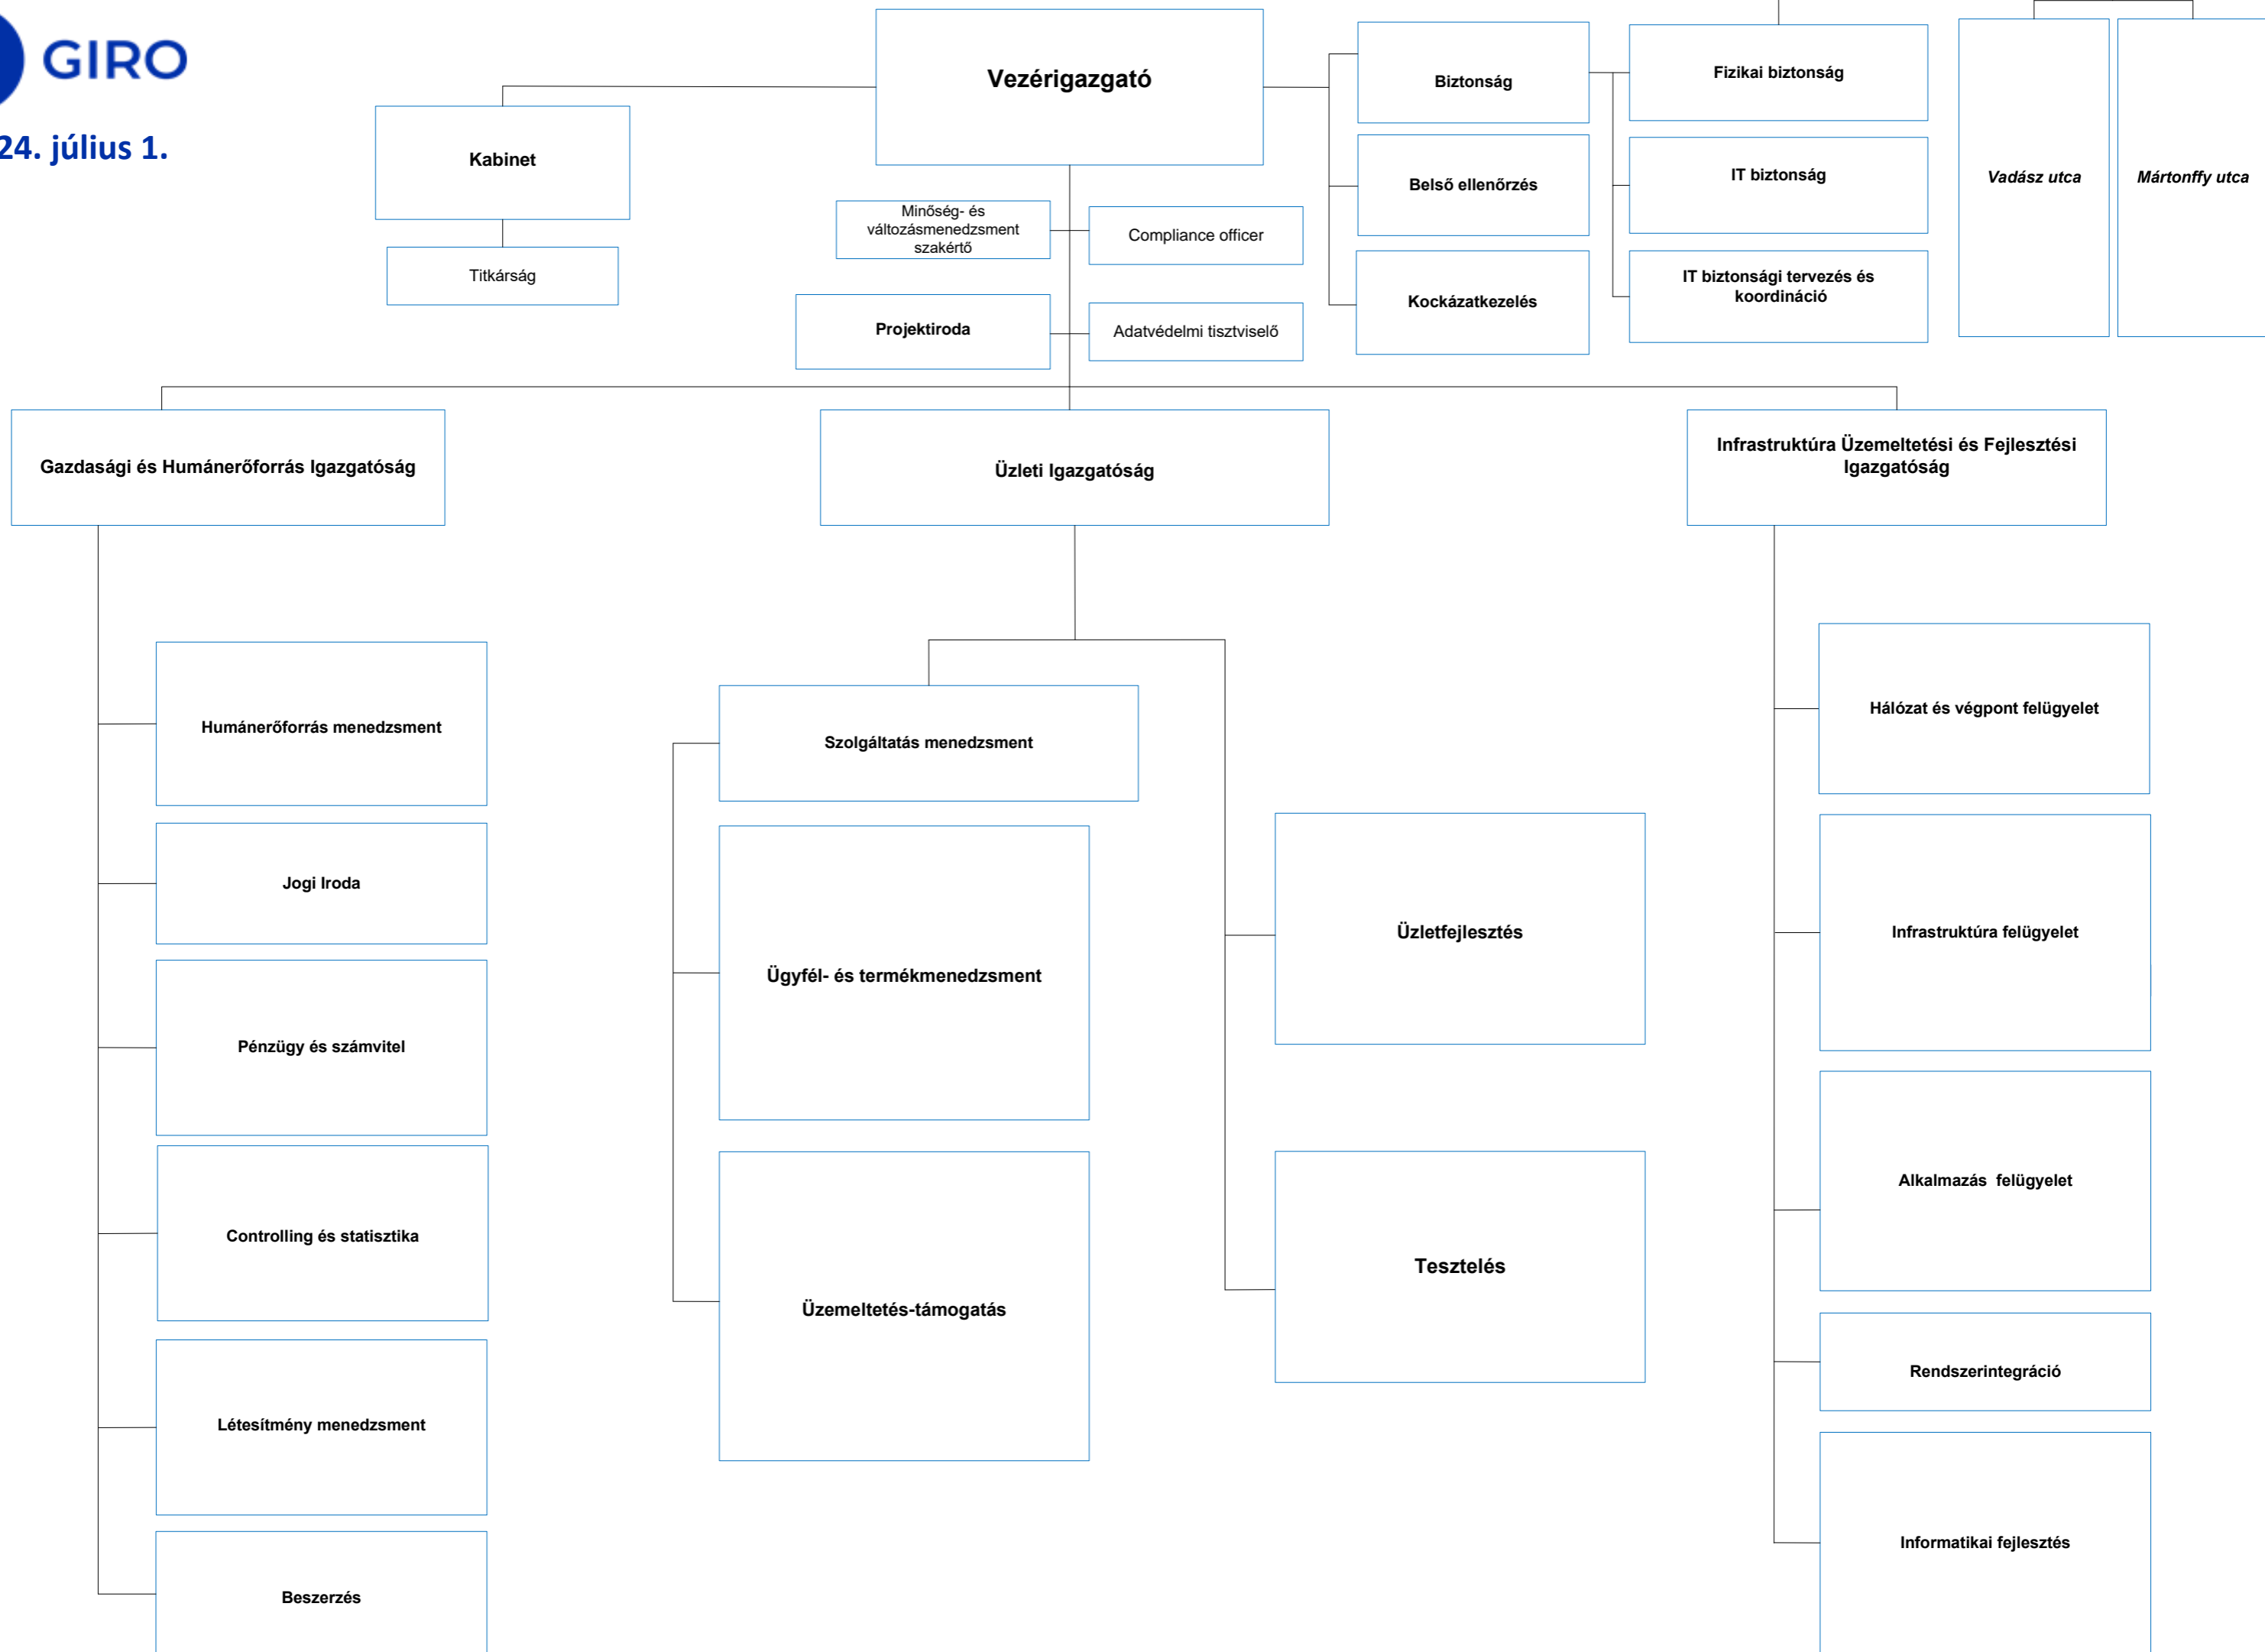 GIRO
24. július 1.
Vezérigazgató
Kabinet
Titkárság
Minőség- és
változásmenedzsment
szakértő
Compliance officer
Projektiroda
Adatvédelmi tisztviselő
Biztonság
Belső ellenőrzés
Kockázatkezelés
Fizikai biztonság
IT biztonság
IT biztonsági tervezés és
koordináció
Vadász utca
Mártonffy utca
Gazdasági és Humánerőforrás Igazgatóság
Humánerőforrás menedzsment
Jogi Iroda
Pénzügy és számvitel
Controlling és statisztika
Létesítmény menedzsment
Beszerzés
Üzleti Igazgatóság
Szolgáltatás menedzsment
Ügyfél- és termékmenedzsment
Üzemeltetés-támogatás
Üzletfejlesztés
Tesztelés
Infrastruktúra Üzemeltetési és Fejlesztési
Igazgatóság
Hálózat és végpont felügyelet
Infrastruktúra felügyelet
Alkalmazás felügyelet
Rendszerintegráció
Informatikai fejlesztés